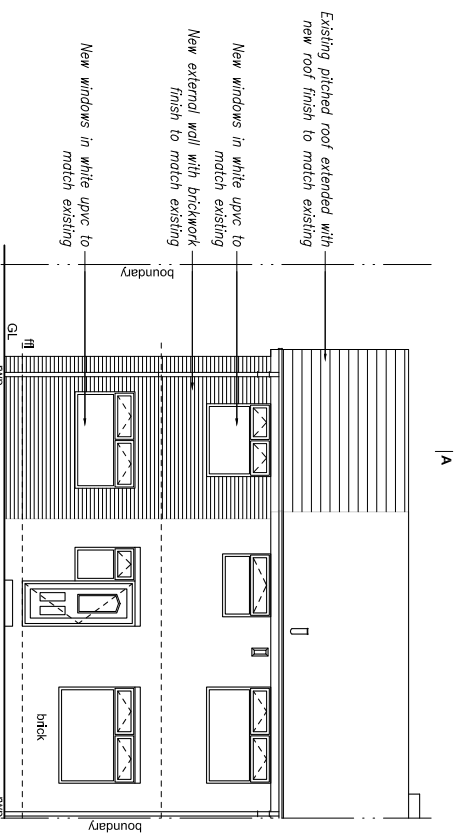 Existing pitched roof extended with
new roof finish to match existing
New windows in white upvc to
match existing
New external wall with brickwork
finish to match existing
New windows in white upvc to
match existing
A
boundary
GL
ffl
brick
boundary